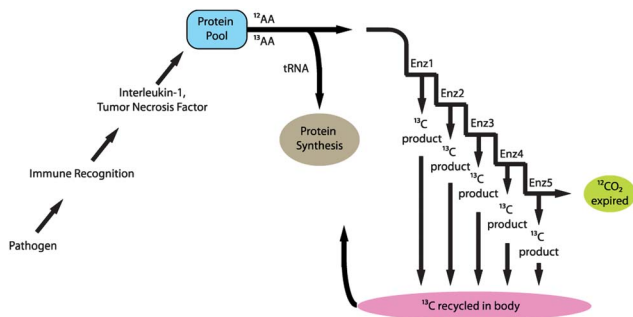 Protein
Pool
¹²AA
¹³AA
tRNA
Interleukin-1,
Tumor Necrosis Factor
Immune Recognition
Pathogen
Protein
Synthesis
Enz1
Enz2
Enz3
Enz4
Enz5
¹³C
product
¹³C
product
¹³C
product
¹³C
product
¹³C
product
¹²CO₂
expired
¹³C recycled in body